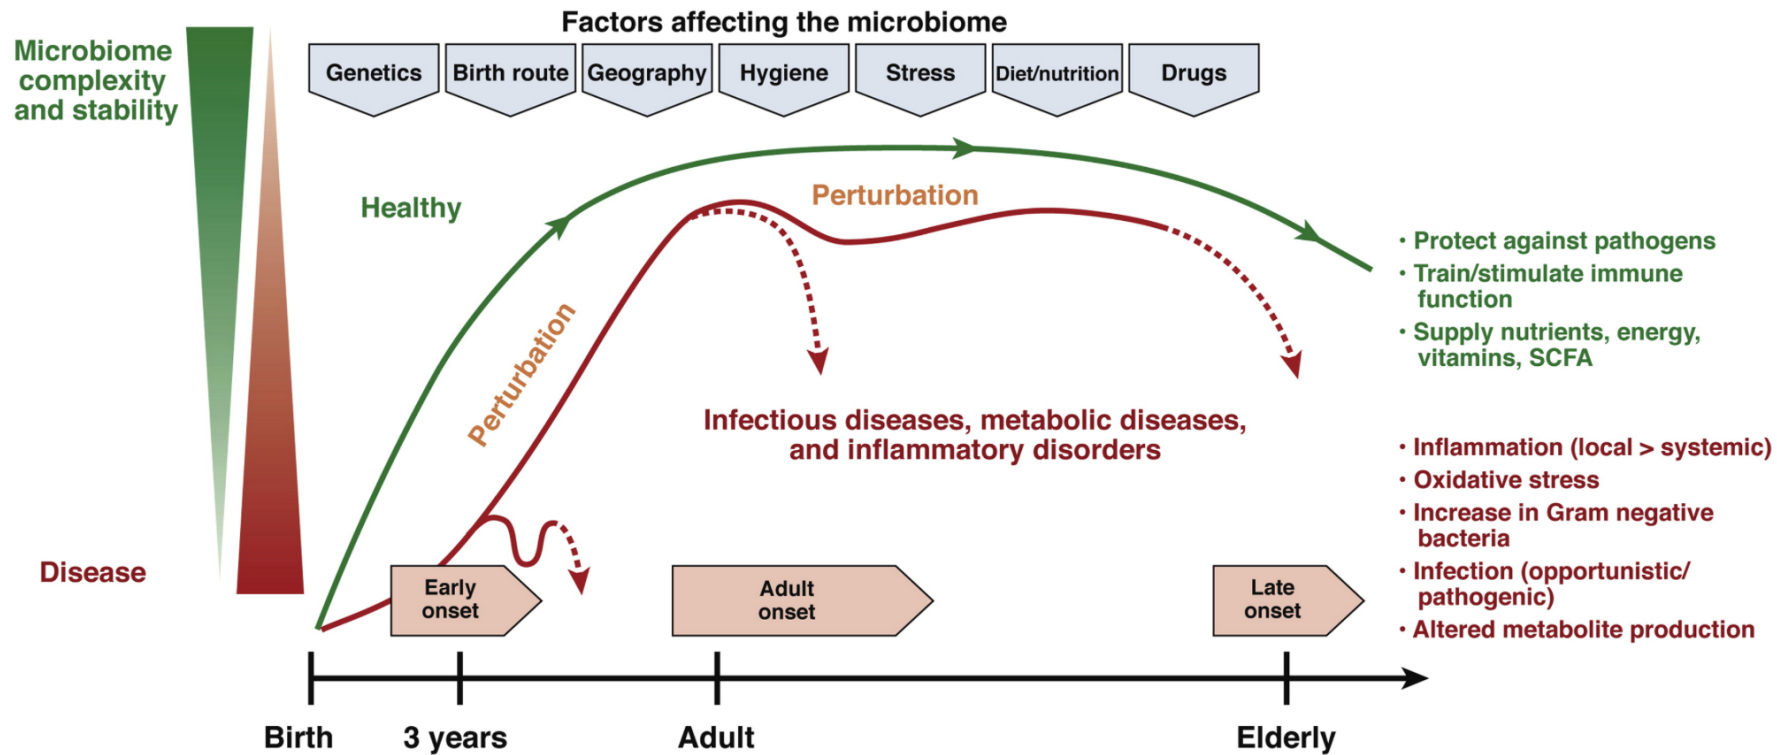 Factors affecting the microbiome
Microbiome
complexity
and stability
Genetics
Birth route
Geography
Hygiene
Stress
Diet/nutrition
Drugs
Healthy
Perturbation
Perturbation
• Protect against pathogens
• Train/stimulate immune
function
• Supply nutrients, energy,
vitamins, SCFA
Infectious diseases, metabolic diseases,
and inflammatory disorders
• Inflammation (local > systemic)
• Oxidative stress
• Increase in Gram negative
bacteria
• Infection (opportunistic/
pathogenic)
• Altered metabolite production
Disease
Early
onset
Adult
onset
Late
onset
Birth
3 years
Adult
Elderly